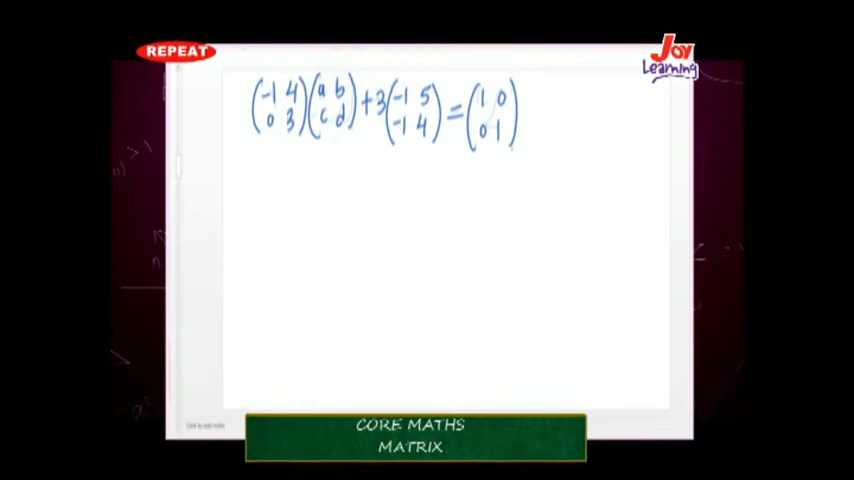 REPEAT
Joy
Learning
(-1 4) (a b) + 3 (-1 5) = (1 0)
(0 3) (c d) (-1 4) (0 1)
CORE MATHS
MATRIX